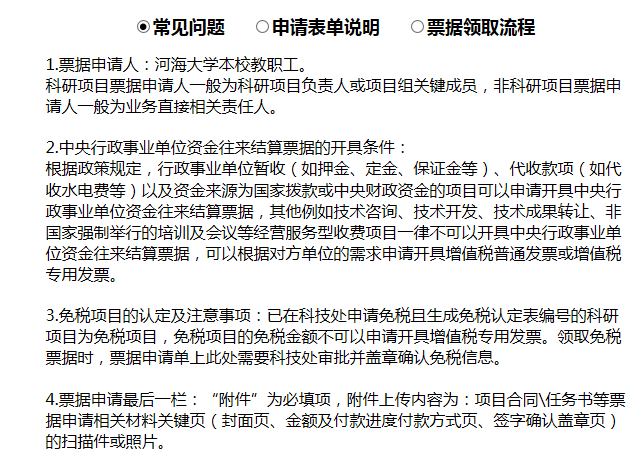 常见问题 申请表单说明 票据领取流程
1.票据申请人：河海大学本校教职工。
科研项目票据申请人一般为科研项目负责人或项目组关键成员，非科研项目票据申
请人一般为业务直接相关责任人。
2.中央行政事业单位资金往来结算票据的开具条件：
根据政策规定，行政事业单位暂收（如押金、定金、保证金等）、代收款项（如代
收水电费等）以及资金来源为国家拨款或中央财政资金的项目可以申请开具中央行
政事业单位资金往来结算票据，其他例如技术咨询、技术开发、技术成果转让、非
国家强制举行的培训及会议等经营服务型收费项目一律不可以开具中央行政事业单
位资金往来结算票据，可以根据对方单位的需求申请开具增值税普通发票或增值税
专用发票。
3.免税项目的认定及注意事项：已在科技处申请免税且生成免税认定表编号的科研
项目为免税项目，免税项目的免税金额不可以申请开具增值税专用发票。领取免税
票据时，票据申请单上此处需要科技处审批并盖章确认免税信息。
4.票据申请最后一栏：“附件”为必填项，附件上传内容为：项目合同\任务书等票
据申请相关材料关键页（封面页、金额及付款进度付款方式页、签字确认盖章页）
的扫描件或照片。